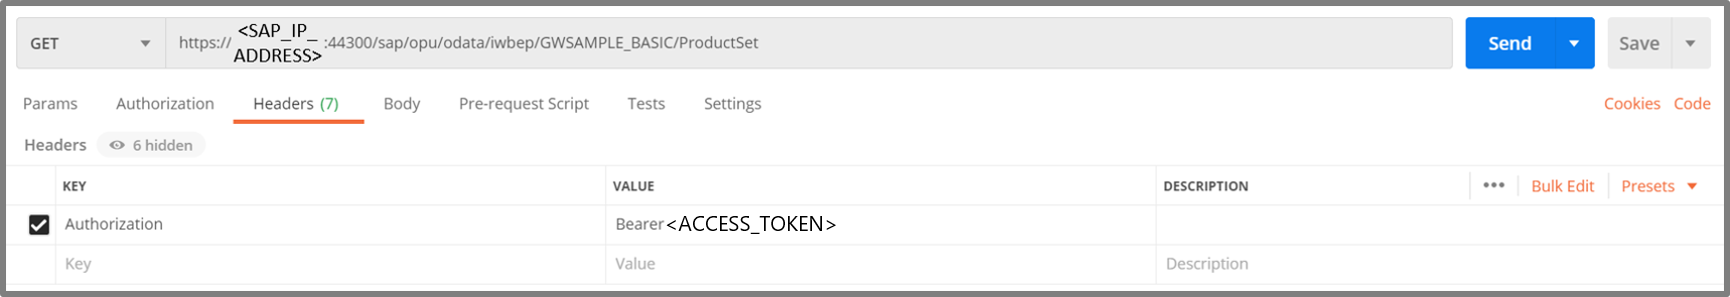 GET https:// <SAP_IP_ADDRESS> :44300/sap/opu/odata/iwbep/GWSAMPLE_BASIC/ProductSet Send Save
Params Authorization Headers (7) Body Pre-request Script Tests Settings Cookies Code
Headers 6 hidden
KEY VALUE DESCRIPTION ••• Bulk Edit Presets
Authorization Bearer<ACCESS_TOKEN>
Key Value Description